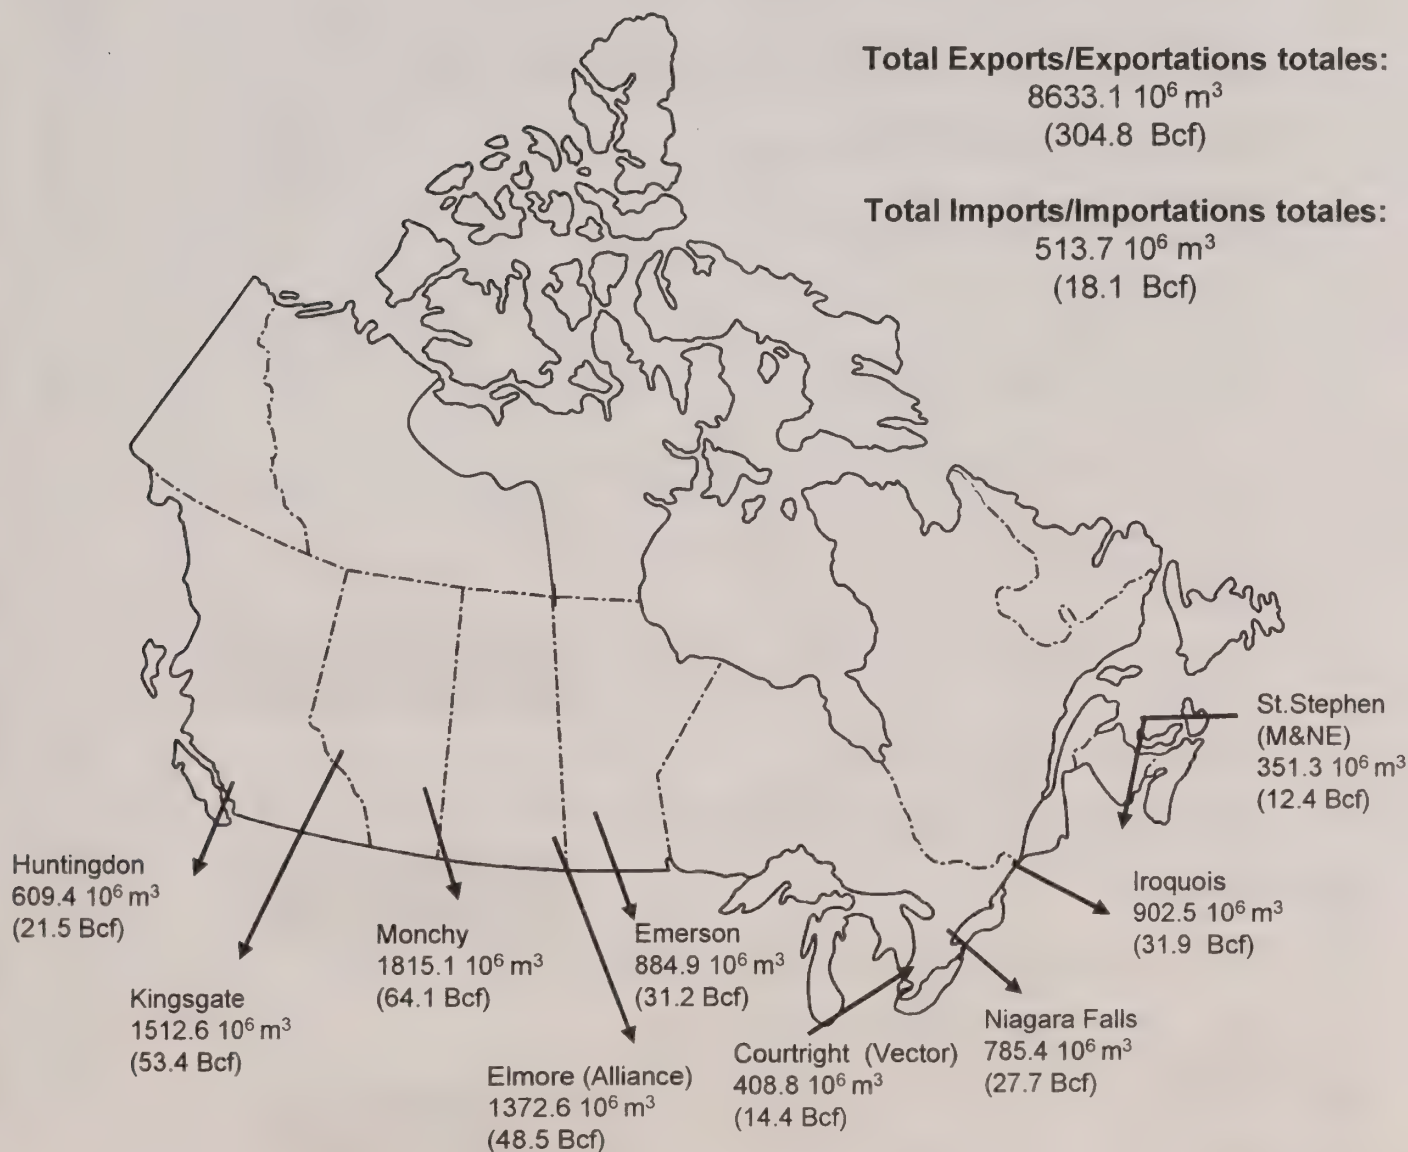 Total Exports/Exportations totales:
8633.1 10⁶ m³
(304.8 Bcf)
Total Imports/Importations totales:
513.7 10⁶ m³
(18.1 Bcf)
St.Stephen
(M&NE)
351.3 10⁶ m³
(12.4 Bcf)
Huntingdon
609.4 10⁶ m³
(21.5 Bcf)
Kingsgate
1512.6 10⁶ m³
(53.4 Bcf)
Monchy
1815.1 10⁶ m³
(64.1 Bcf)
Elmore (Alliance)
1372.6 10⁶ m³
(48.5 Bcf)
Emerson
884.9 10⁶ m³
(31.2 Bcf)
Courtright (Vector)
408.8 10⁶ m³
(14.4 Bcf)
Niagara Falls
785.4 10⁶ m³
(27.7 Bcf)
Iroquois
902.5 10⁶ m³
(31.9 Bcf)